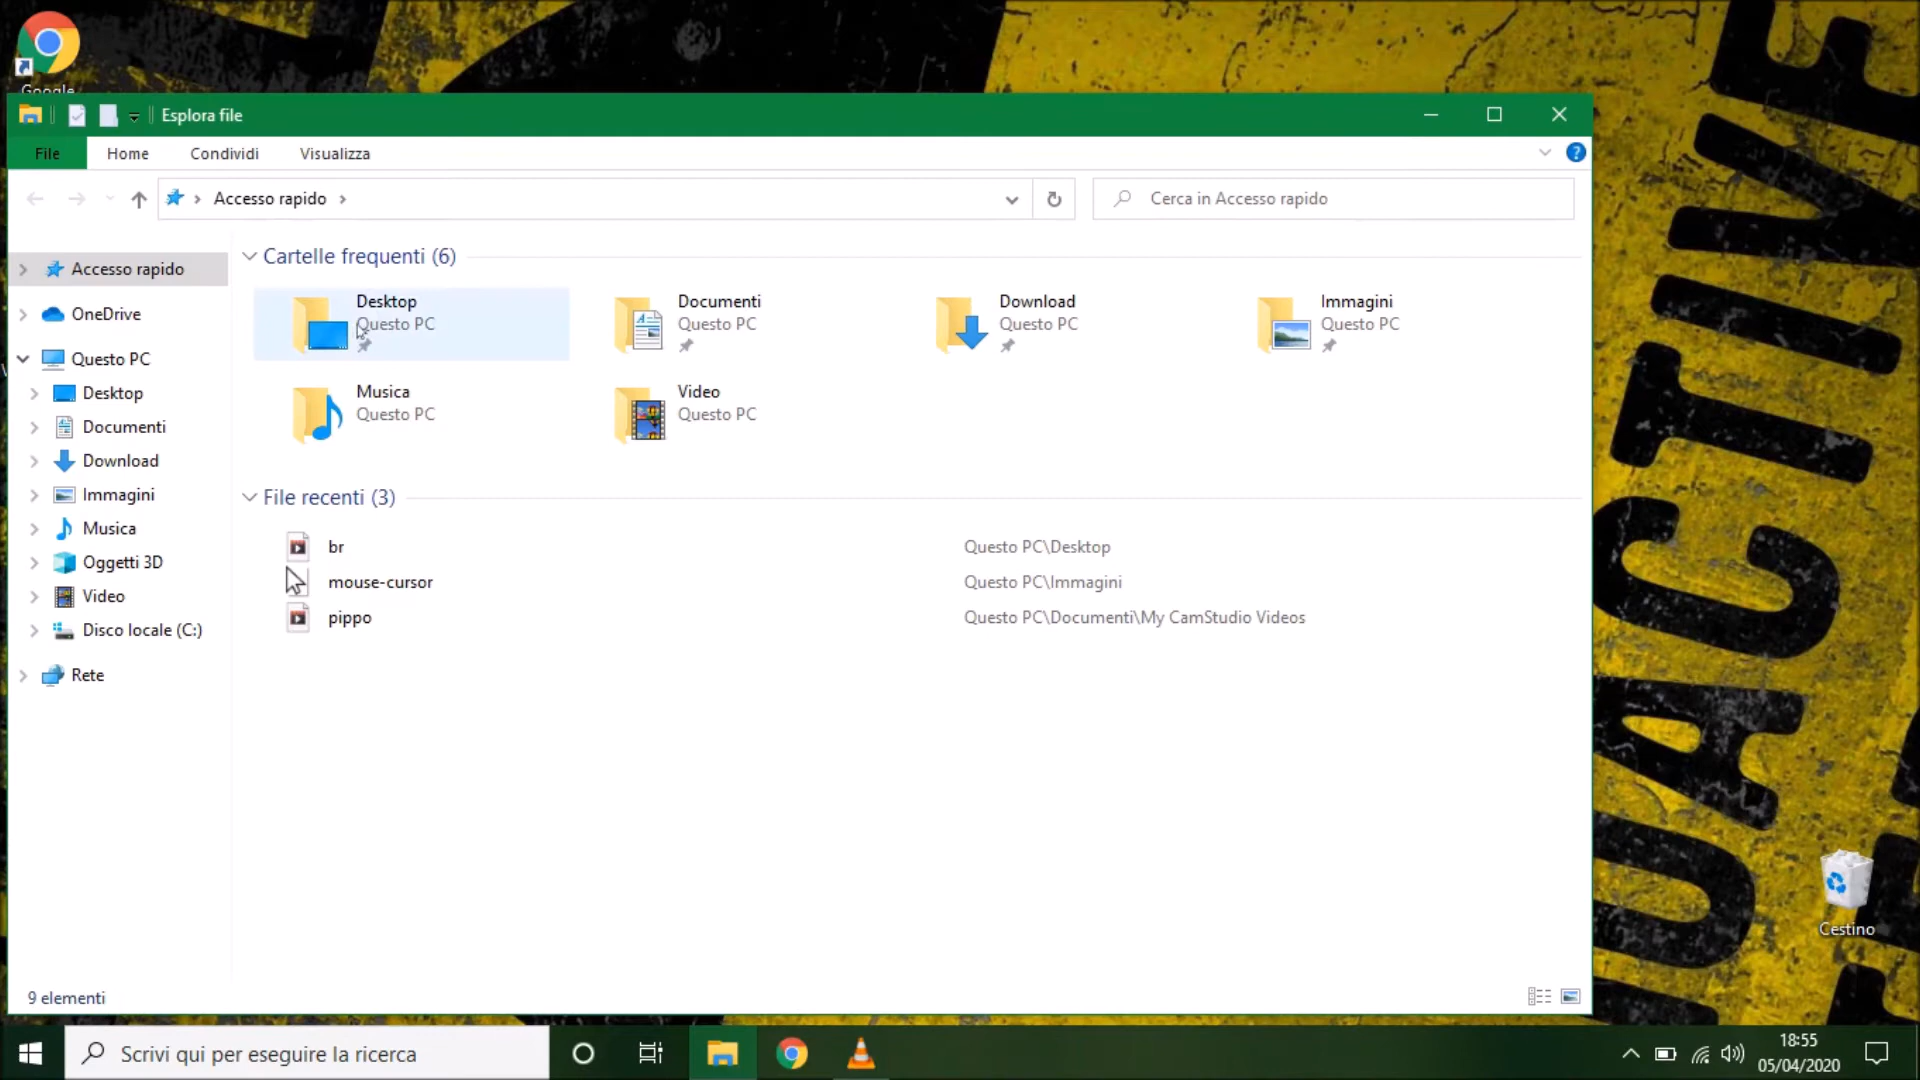 Google
Esplora file
File
Home
Condividi
Visualizza
Accesso rapido
Cerca in Accesso rapido
Accesso rapido
OneDrive
Questo PC
Desktop
Documenti
Download
Immagini
Musica
Oggetti 3D
Video
Disco locale (C:)
Rete
Cartelle frequenti (6)
Desktop
Questo PC
Documenti
Questo PC
Download
Questo PC
Immagini
Questo PC
Musica
Questo PC
Video
Questo PC
File recenti (3)
br
Questo PC\Desktop
mouse-cursor
Questo PC\Immagini
pippo
Questo PC\Documenti\My CamStudio Videos
9 elementi
Cestino
Scrivi qui per eseguire la ricerca
18:55
05/04/2020